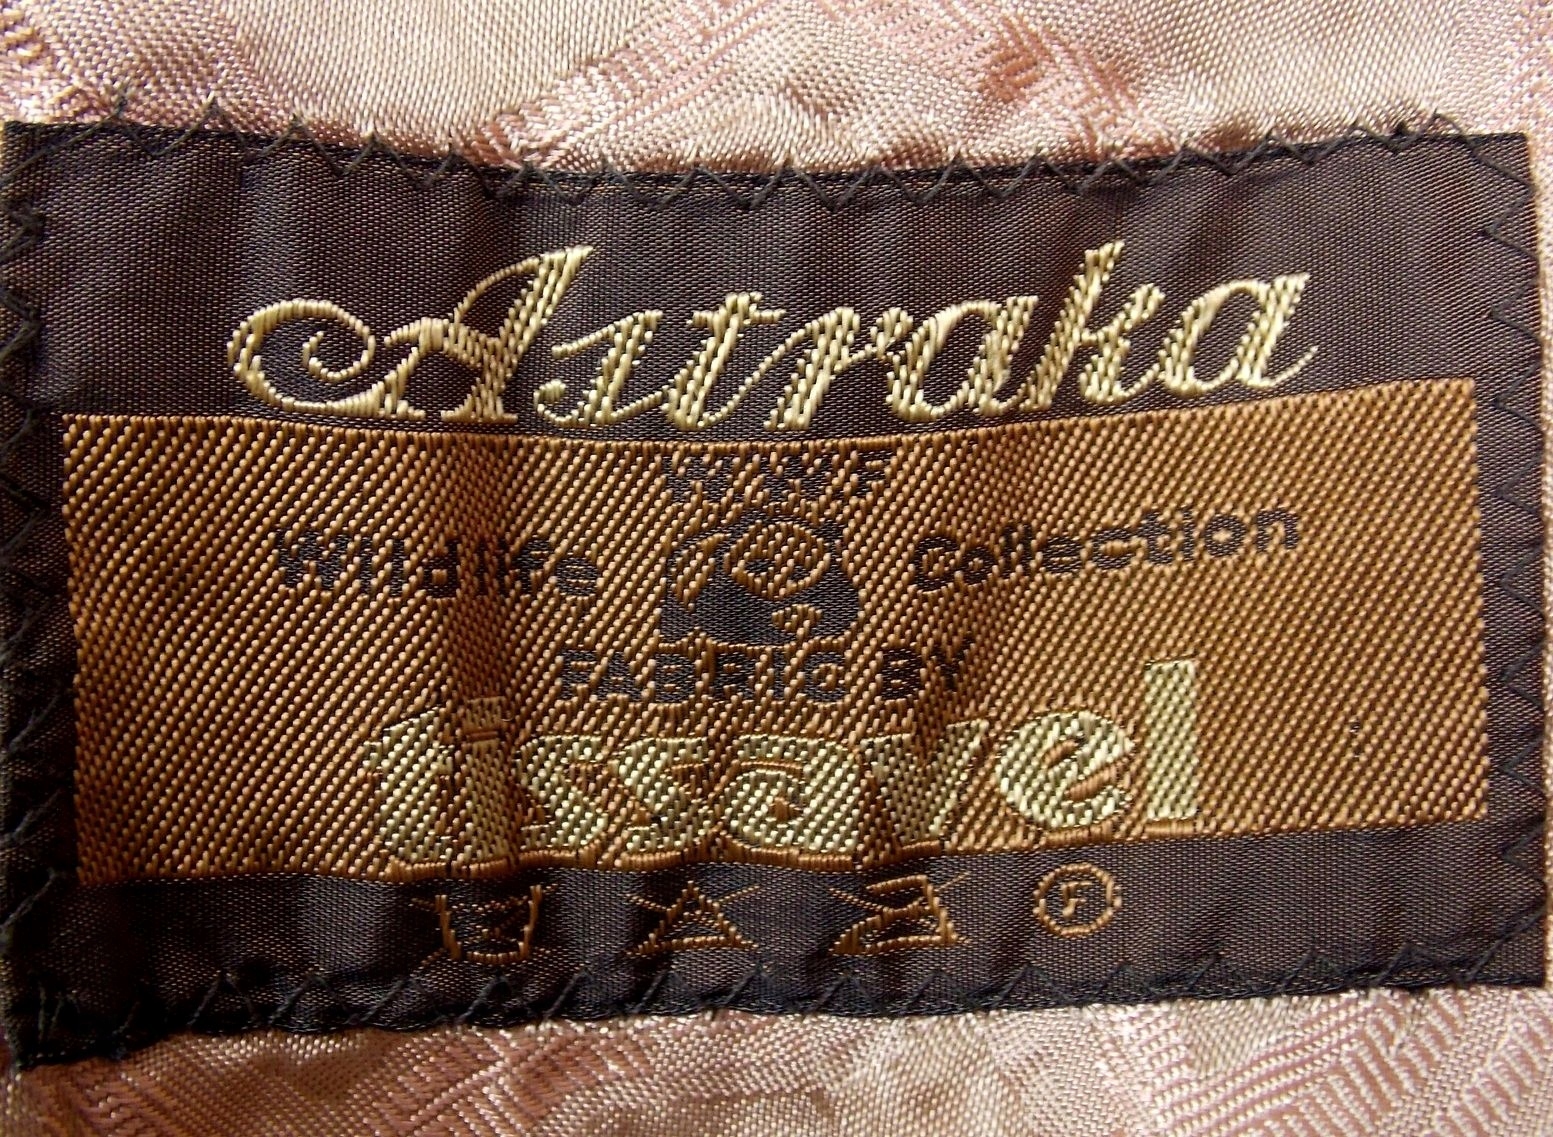 Astraka
WWF
Wildlife Collection
FABRIC BY
tissavel
F